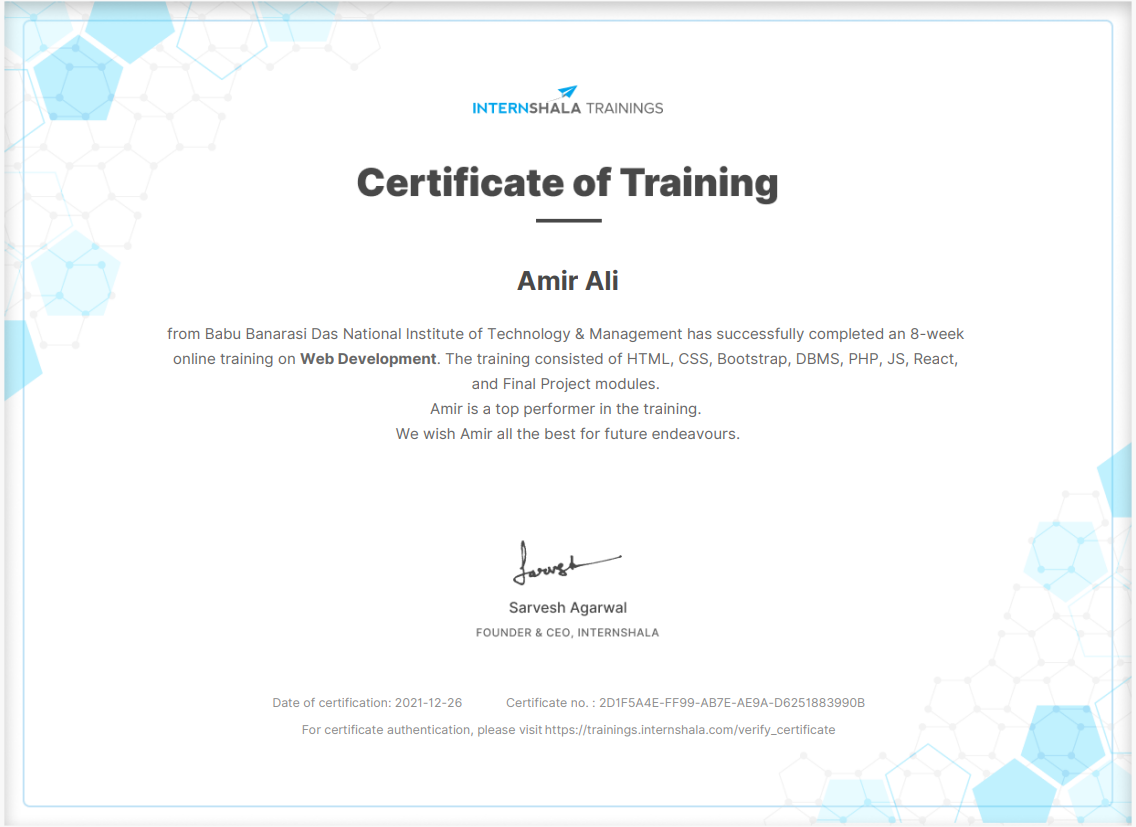 INTERNSHALA TRAININGS
Certificate of Training
Amir Ali
from Babu Banarasi Das National Institute of Technology & Management has successfully completed an 8-week
online training on Web Development. The training consisted of HTML, CSS, Bootstrap, DBMS, PHP, JS, React,
and Final Project modules.
Amir is a top performer in the training.
We wish Amir all the best for future endeavours.
Sarvesh
Sarvesh Agarwal
FOUNDER & CEO, INTERNSHALA
Date of certification: 2021-12-26 Certificate no. : 2D1F5A4E-FF99-AB7E-AE9A-D6251883990B
For certificate authentication, please visit https://trainings.internshala.com/verify_certificate